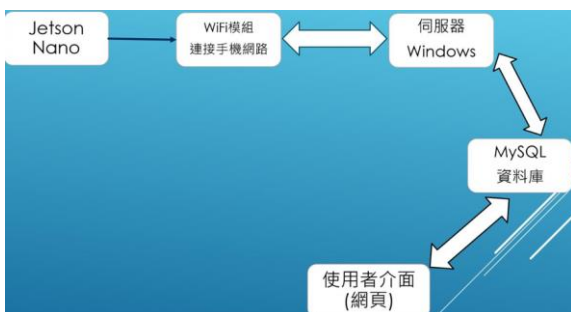 Jetson
Nano
WiFi模組
連接手機網路
伺服器
Windows
MySQL
資料庫
使用者介面
(網頁)